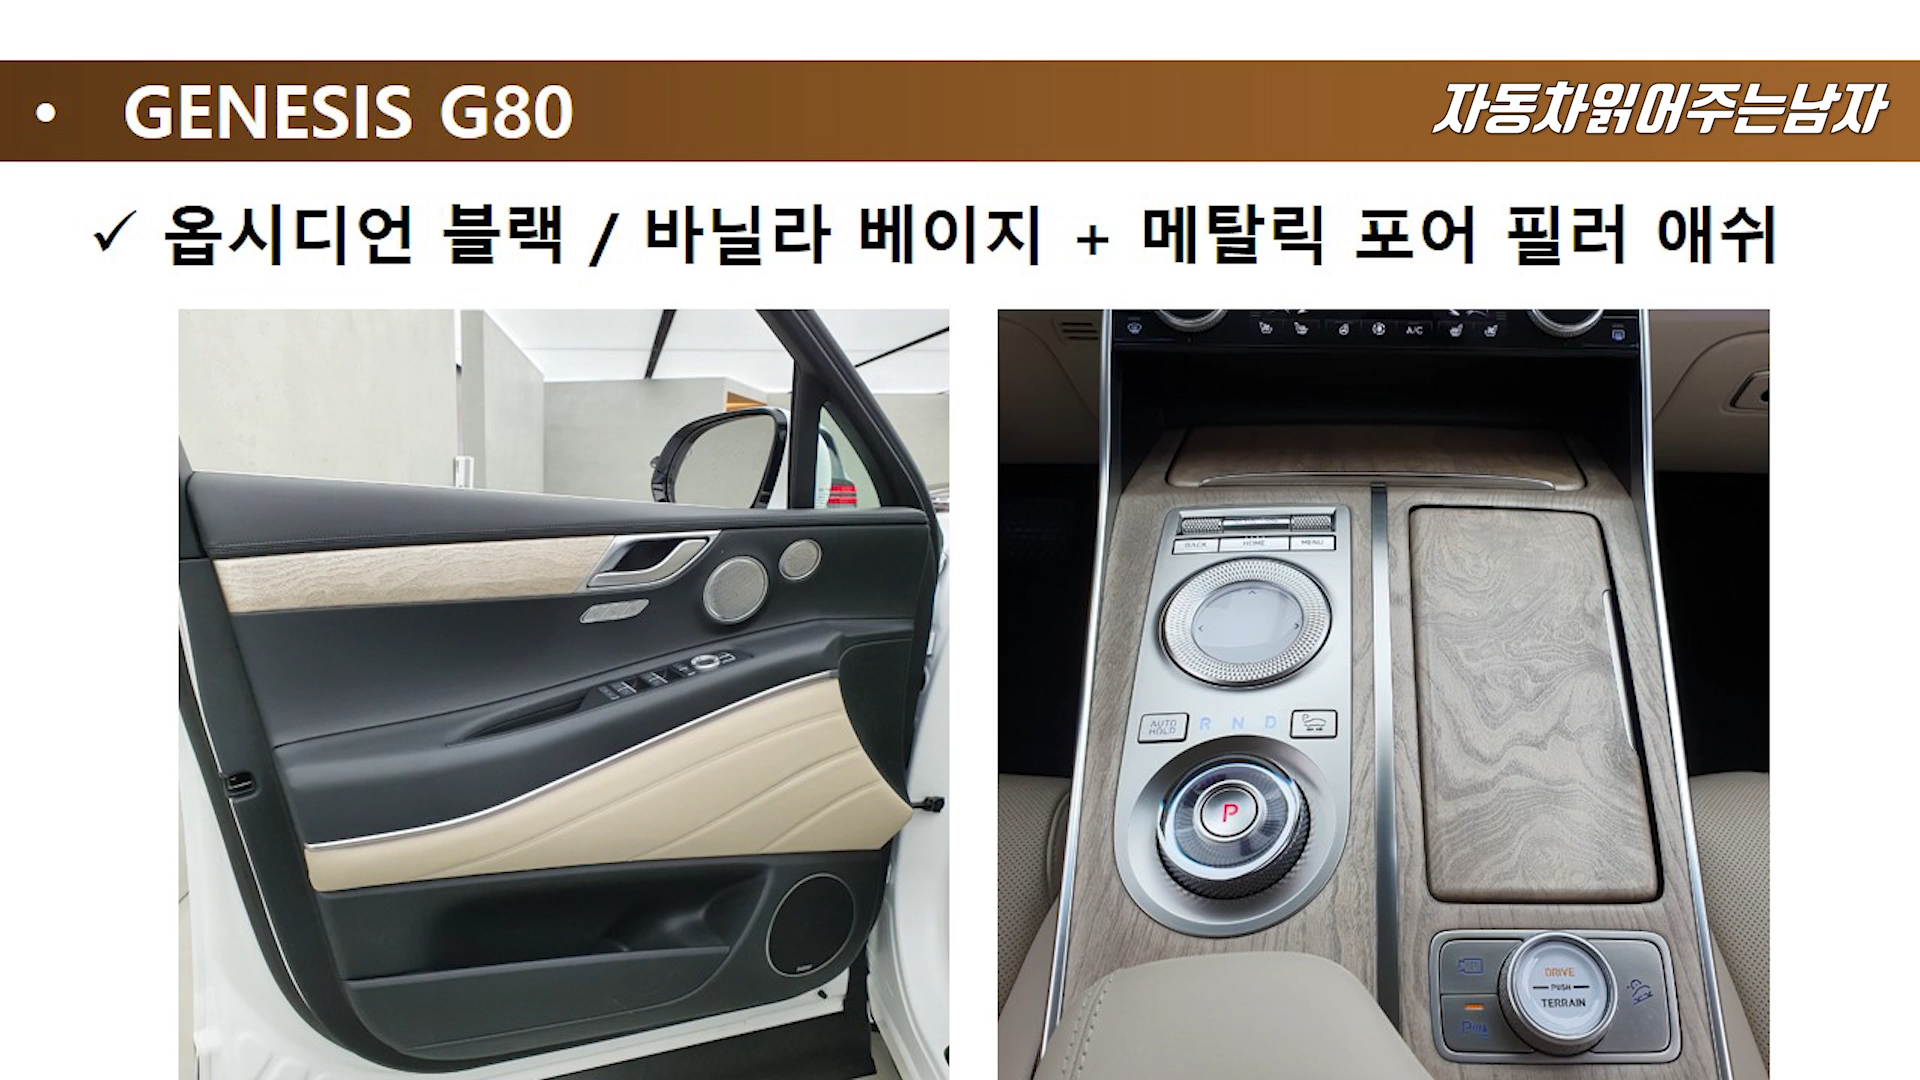 • GENESIS G80
자동차읽어주는남자
✓ 옵시디언 블랙 / 바닐라 베이지 + 메탈릭 포어 필러 애쉬
A/C
BACK HOME MENU
AUTO HOLD R N D
P
DRIVE
PUSH
TERRAIN